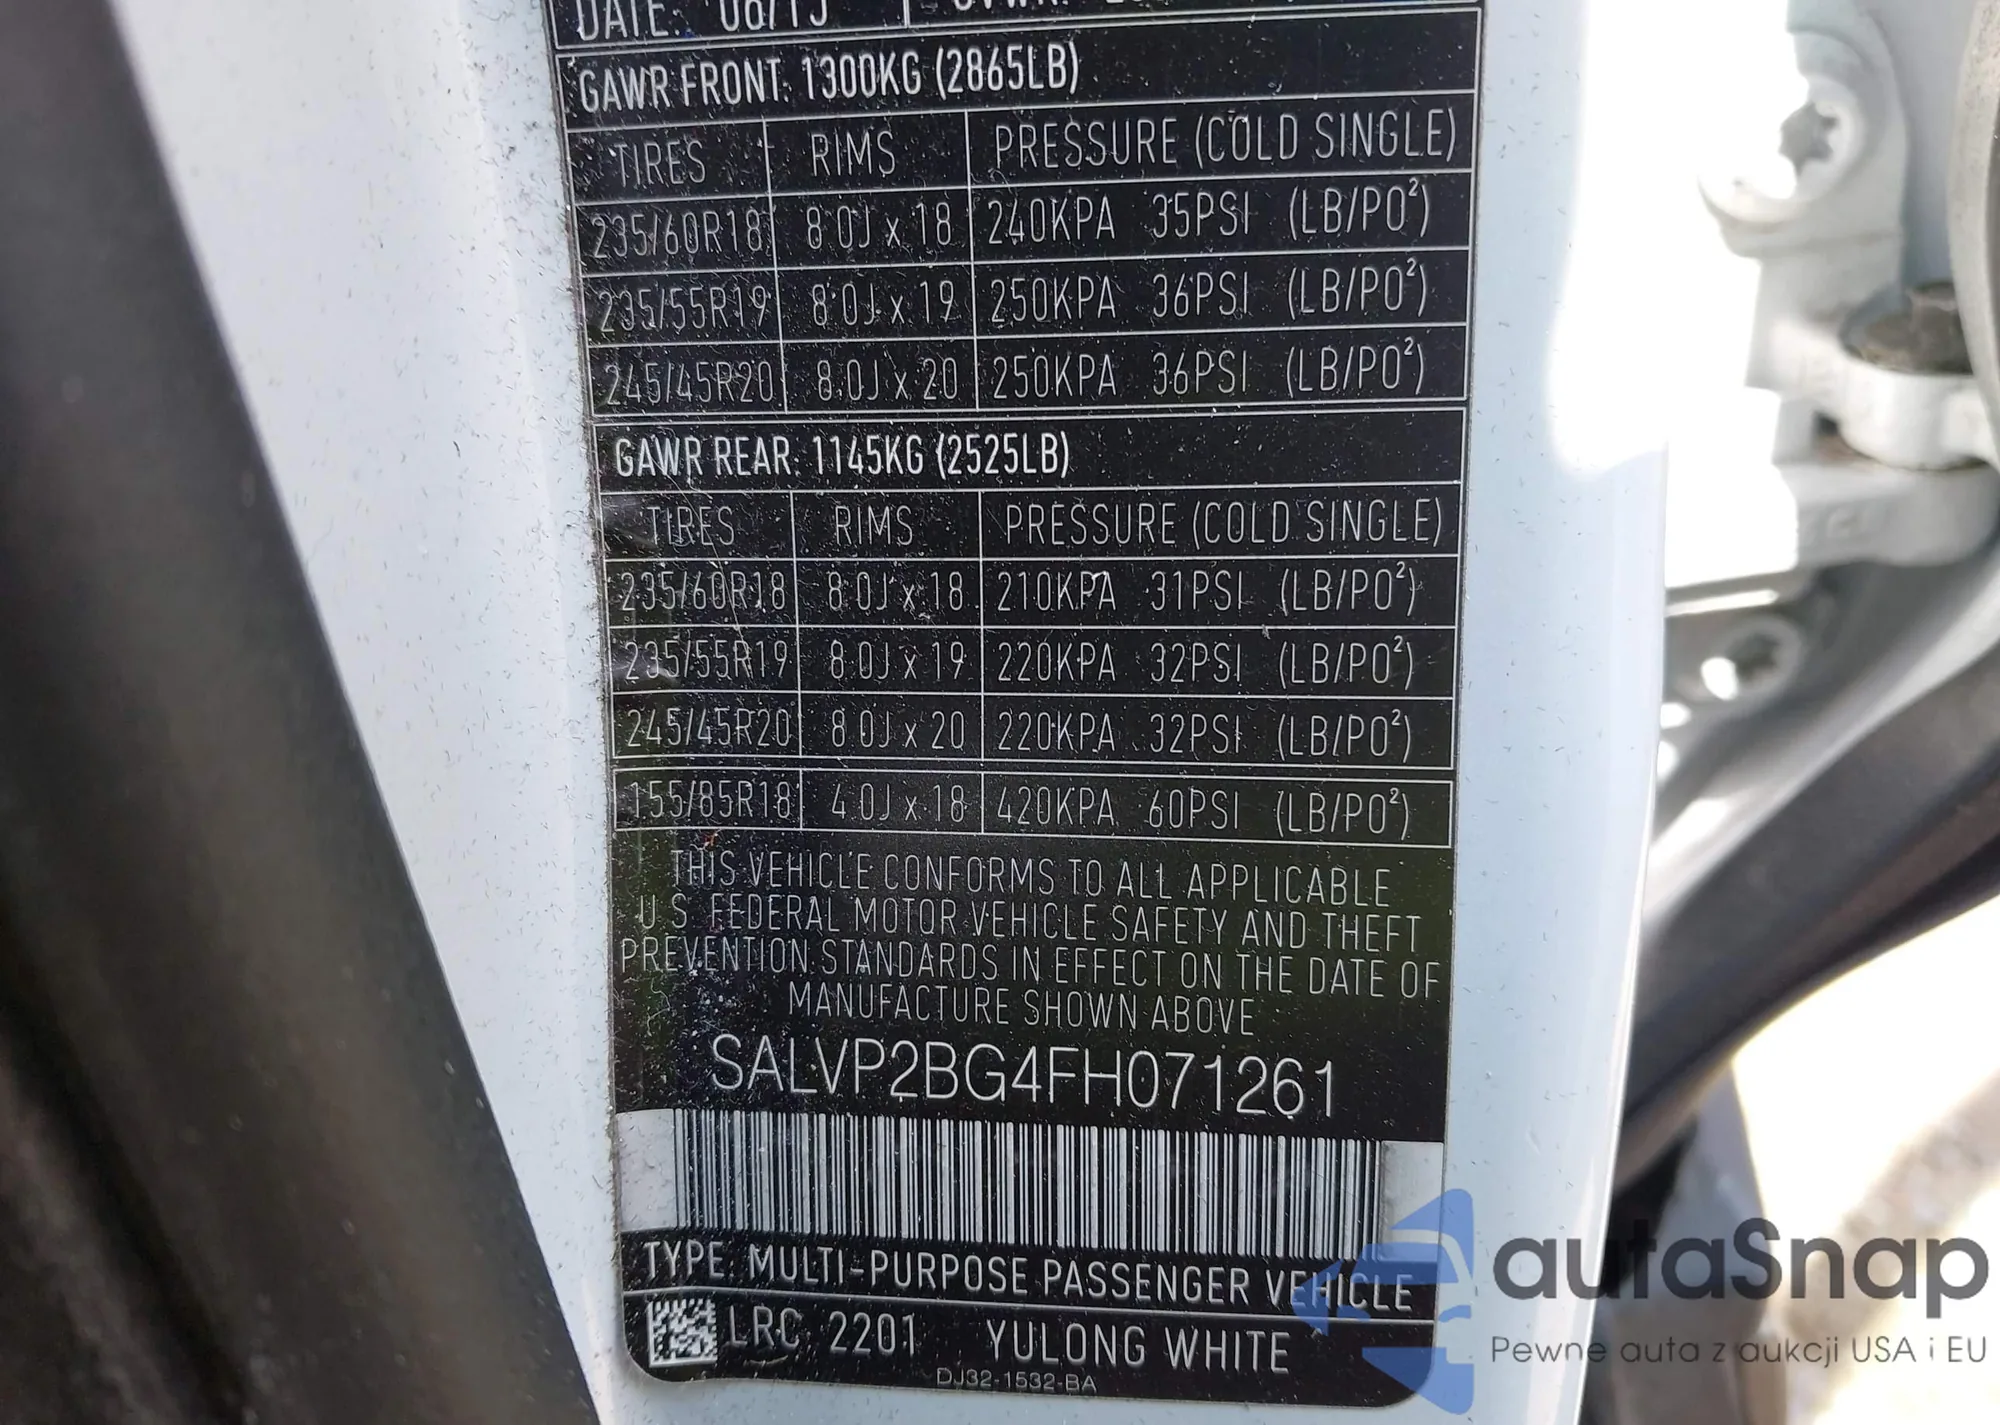 DATE: 06/15
GAWR FRONT: 1300KG (2865LB)
TIRES RIMS PRESSURE (COLD SINGLE)
235/60R18 8.0J x 18 240KPA 35PSI (LB/PO²)
235/55R19 8.0J x 19 250KPA 36PSI (LB/PO²)
245/45R20 8.0J x 20 250KPA 36PSI (LB/PO²)
GAWR REAR: 1145KG (2525LB)
TIRES RIMS PRESSURE (COLD SINGLE)
235/60R18 8.0J x 18 210KPA 31PSI (LB/PO²)
235/55R19 8.0J x 19 220KPA 32PSI (LB/PO²)
245/45R20 8.0J x 20 220KPA 32PSI (LB/PO²)
155/85R18 4.0J x 18 420KPA 60PSI (LB/PO²)
THIS VEHICLE CONFORMS TO ALL APPLICABLE
U.S. FEDERAL MOTOR VEHICLE SAFETY AND THEFT
PREVENTION STANDARDS IN EFFECT ON THE DATE OF
MANUFACTURE SHOWN ABOVE
SALVP2BG4FH071261
TYPE: MULTI-PURPOSE PASSENGER VEHICLE
LRC 2201 YULONG WHITE
DJ32-1532-BA
autaSnap
Pewne auta z aukcji USA i EU